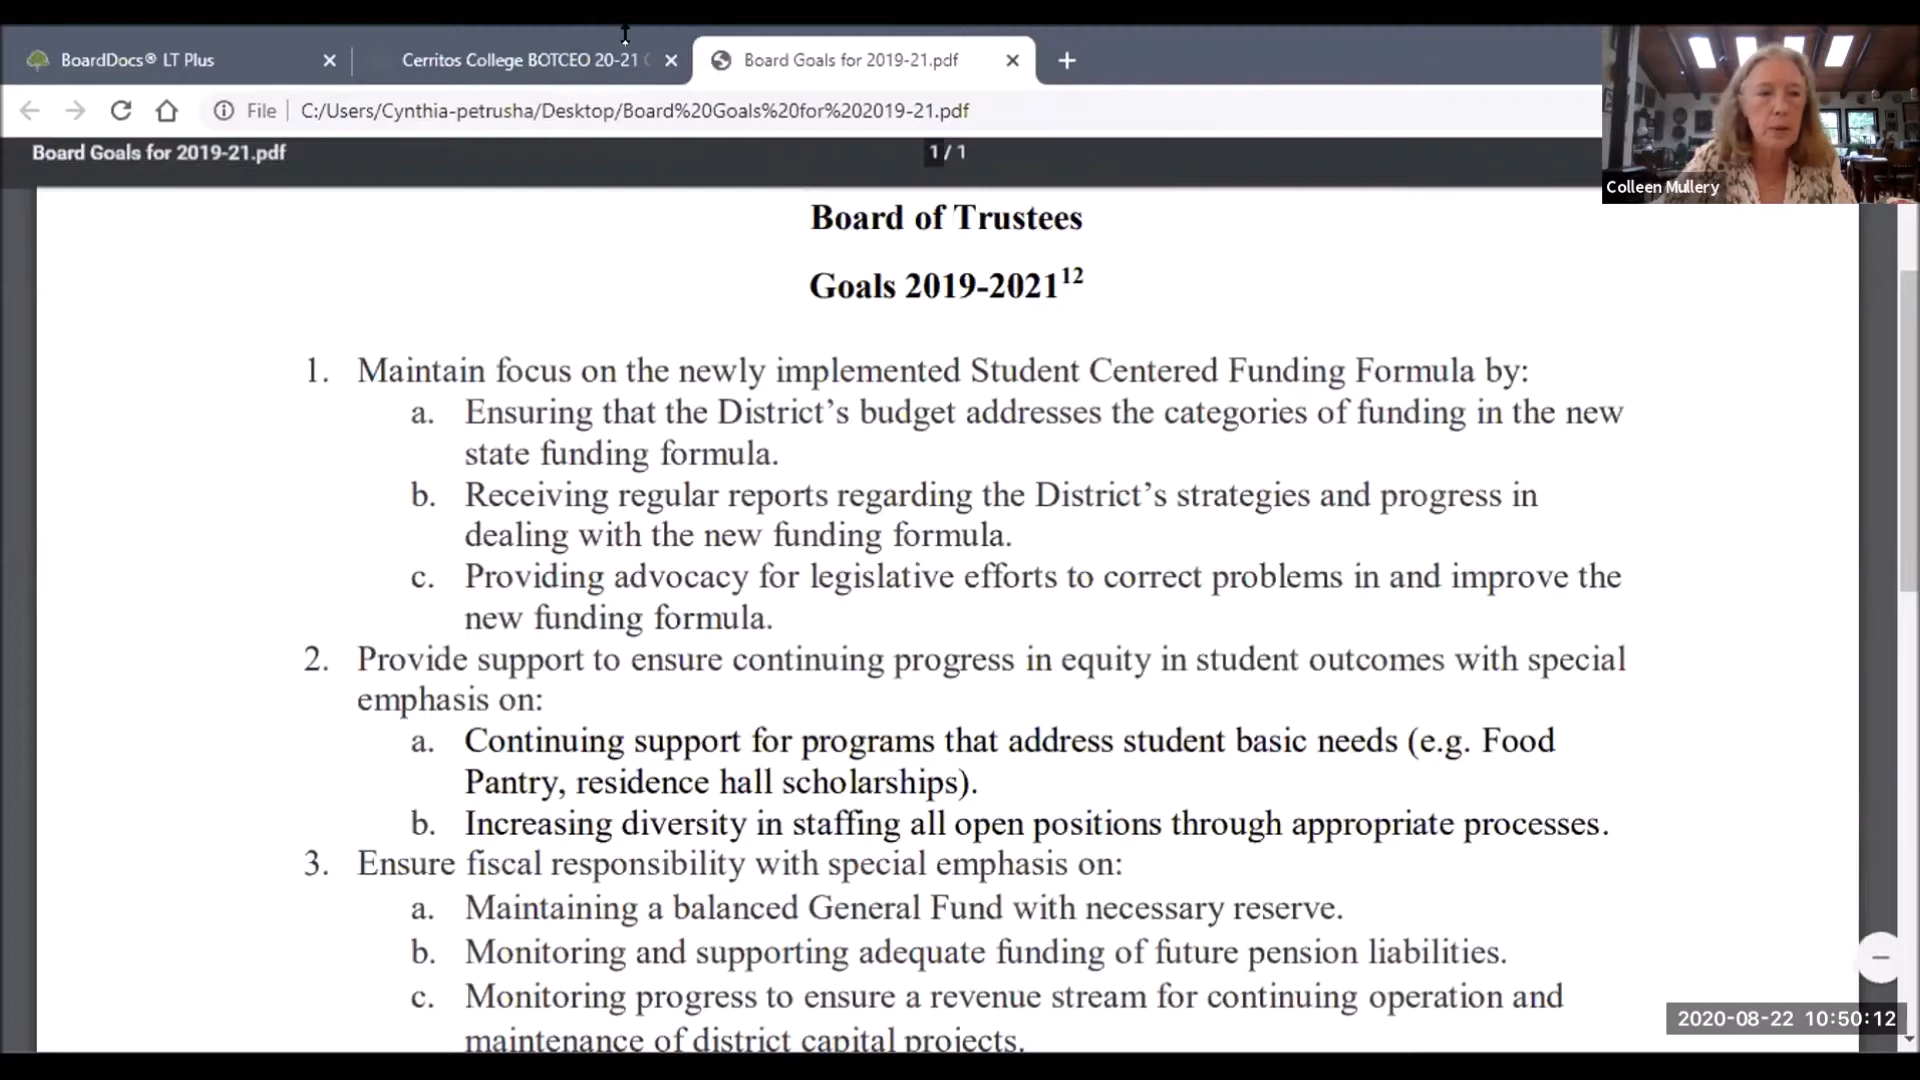 BoardDocs® LT Plus
Cerritos College BOTCEO 20-21
Board Goals for 2019-21.pdf
File
C:/Users/Cynthia-petrusha/Desktop/Board%20Goals%20for%202019-21.pdf
Colleen Mullery
Board Goals for 2019-21.pdf
1 / 1
Board of Trustees
Goals 2019-2021¹²
1. Maintain focus on the newly implemented Student Centered Funding Formula by:
a. Ensuring that the District’s budget addresses the categories of funding in the new
state funding formula.
b. Receiving regular reports regarding the District’s strategies and progress in
dealing with the new funding formula.
c. Providing advocacy for legislative efforts to correct problems in and improve the
new funding formula.
2. Provide support to ensure continuing progress in equity in student outcomes with special
emphasis on:
a. Continuing support for programs that address student basic needs (e.g. Food
Pantry, residence hall scholarships).
b. Increasing diversity in staffing all open positions through appropriate processes.
3. Ensure fiscal responsibility with special emphasis on:
a. Maintaining a balanced General Fund with necessary reserve.
b. Monitoring and supporting adequate funding of future pension liabilities.
c. Monitoring progress to ensure a revenue stream for continuing operation and
maintenance of district capital projects.
2020-08-22 10:50:12